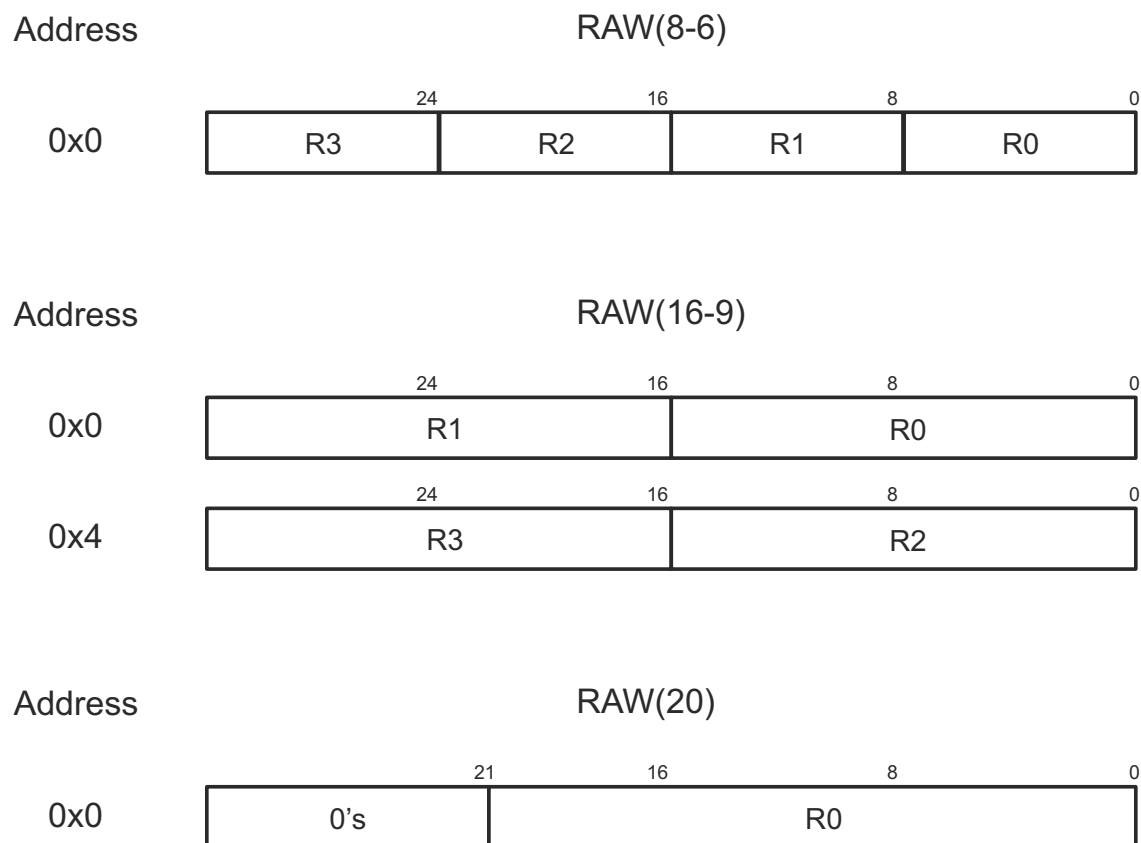 Address RAW(8-6)
24 16 8 0
0x0 R3 R2 R1 R0
Address RAW(16-9)
24 16 8 0
0x0 R1 R0
24 16 8 0
0x4 R3 R2
Address RAW(20)
21 16 8 0
0x0 0’s R0